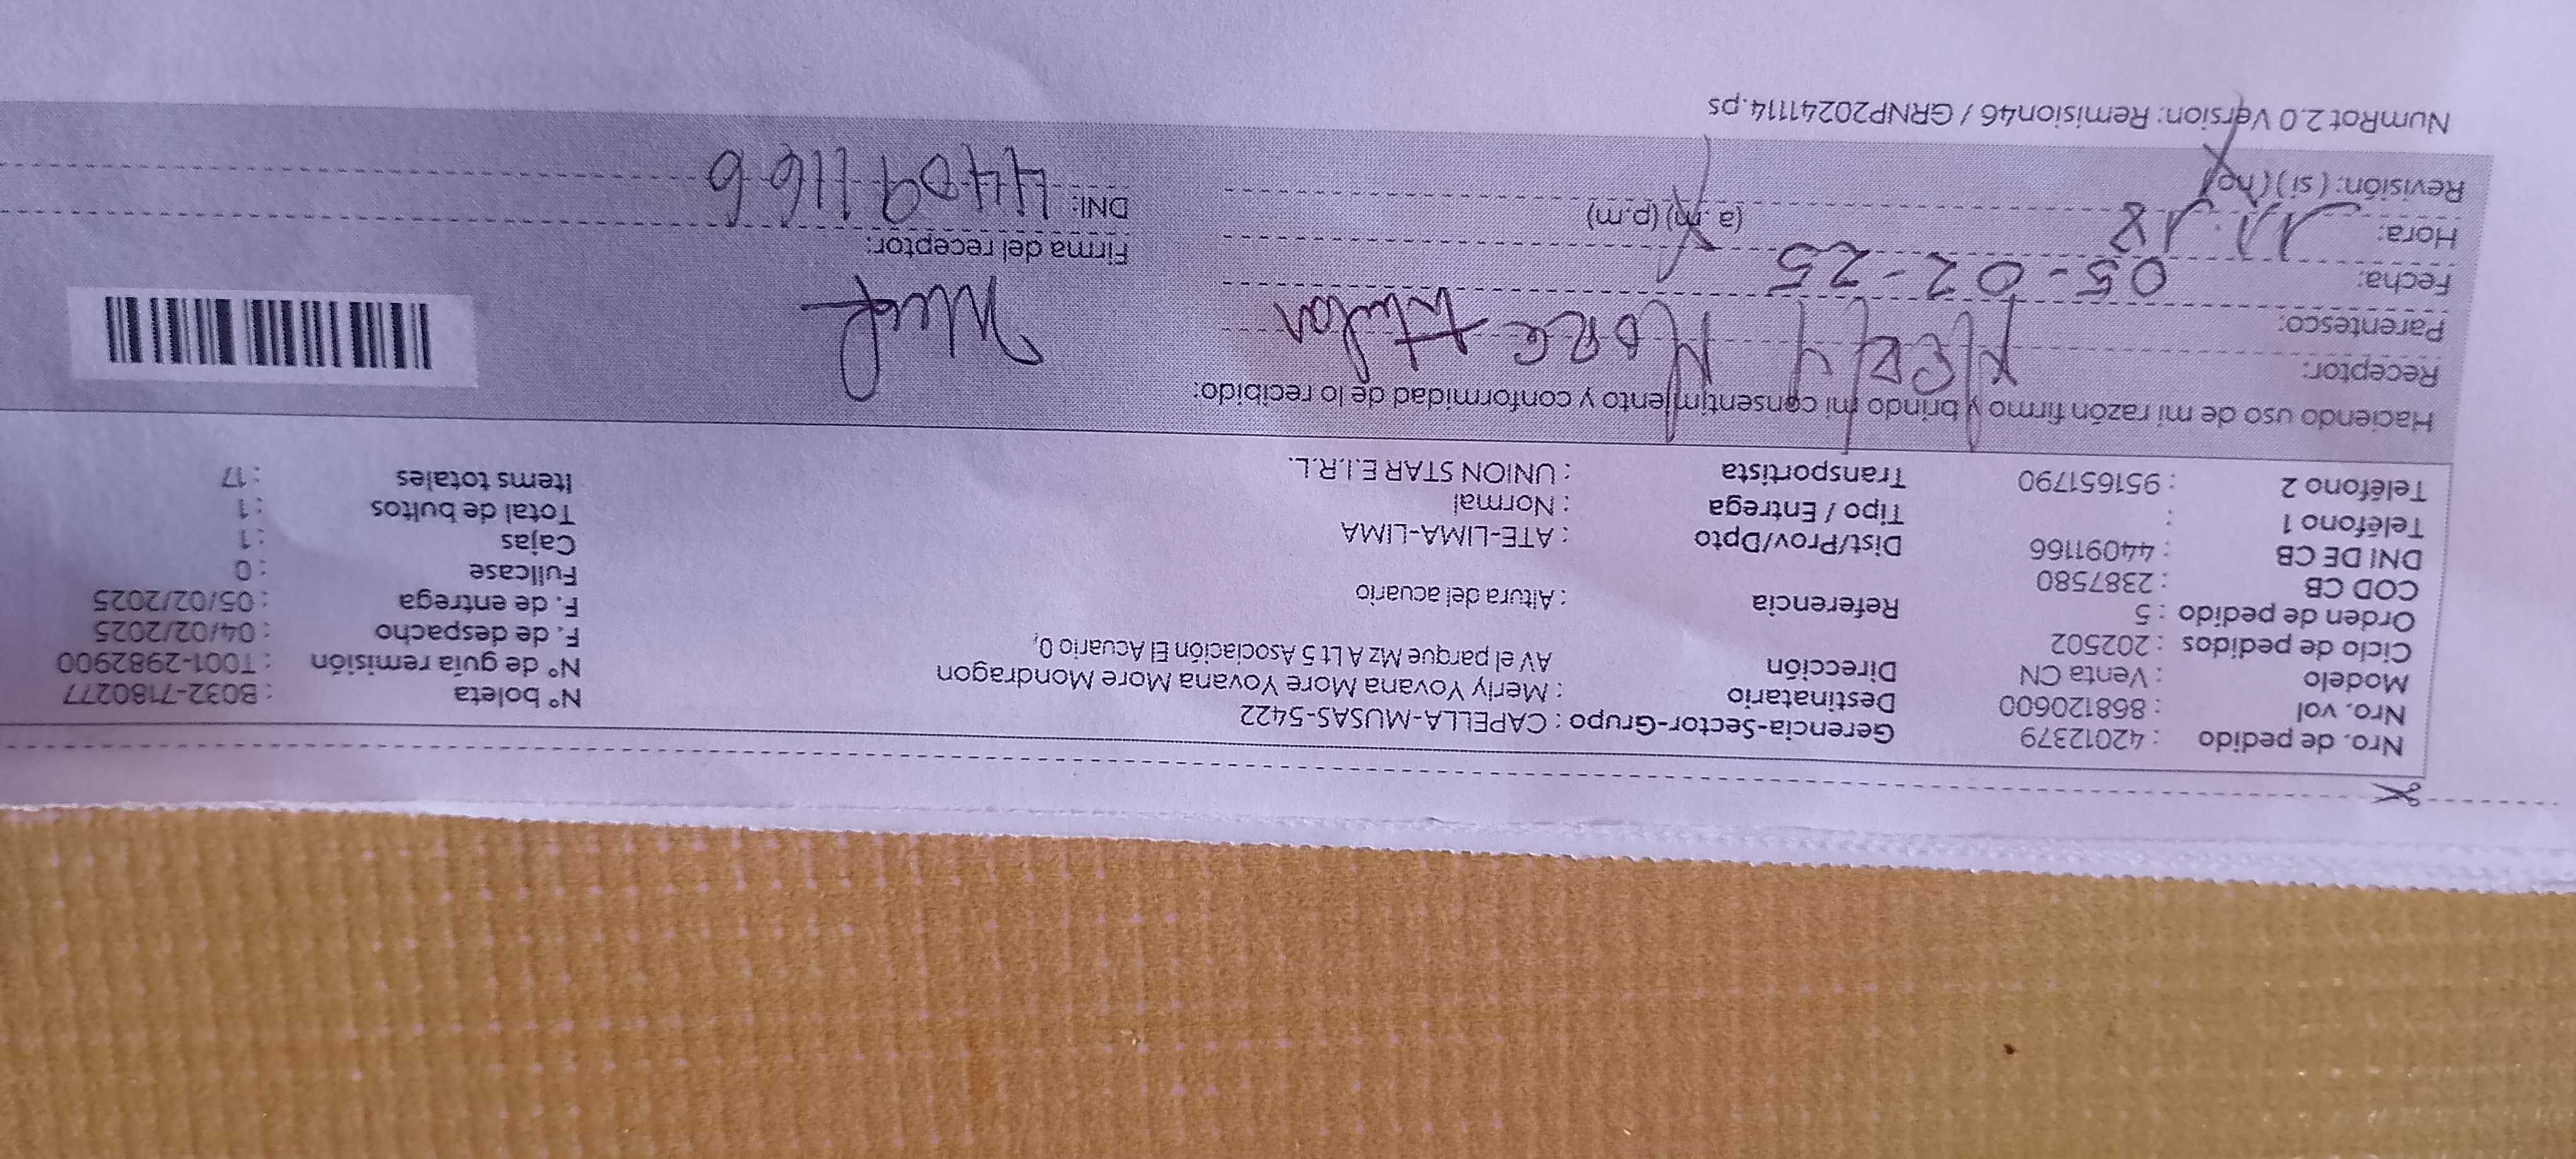 Nro. de pedido : 42012379 Gerencia-Sector-Grupo : CAPELLA-MUSAS-5422 N° boleta : B032-7180277
Nro. vol : 868120600 Destinatario : Merly Yovana More Yovana More Mondragon N° de guía remisión : T001-2982900
Modelo : Venta CN Dirección AV el parque Mz A Lt 5 Asociación El Acuario 0, F. de despacho : 04/02/2025
Ciclo de pedidos : 202502 F. de entrega : 05/02/2025
Orden de pedido : 5 Referencia : Altura del acuario Fullcase : 0
COD CB : 2387580 Cajas : 1
DNI DE CB : 44091166 Dist/Prov/Dpto : ATE-LIMA-LIMA Total de bultos : 1
Teléfono 1 : Tipo / Entrega : Normal Items totales : 17
Teléfono 2 : 951651790 Transportista : UNION STAR E.I.R.L.
Haciendo uso de mi razón firmo y brindo mi consentimiento y conformidad de lo recibido:
Receptor: MORE
Parentesco:
Fecha: 05-02-25 Firma del receptor:
Hora: 11:18 (a.m) (p.m) DNI: 44091166
Revisión: (si) (no)
NumRot 2.0 Version: Remision46 / GRNP20241114.ps